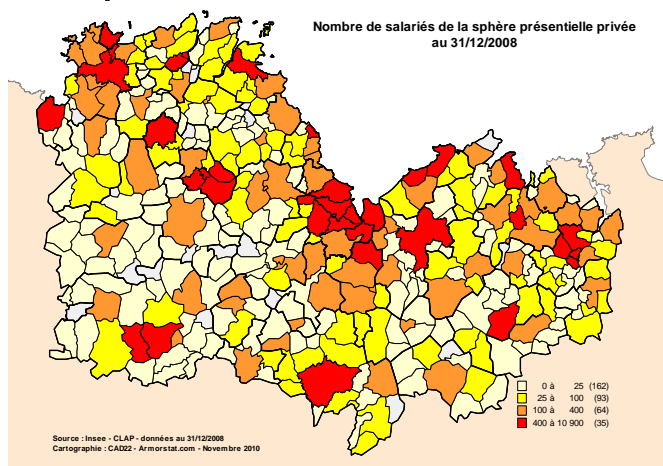 Nombre de salariés de la sphère présentielle privée
au 31/12/2008
0 à 25 (162)
25 à 100 (93)
100 à 400 (64)
400 à 10 900 (35)
Source : Insee - CLAP - données au 31/12/2008
Cartographie : CAD22 - Armorstat.com - Novembre 2010